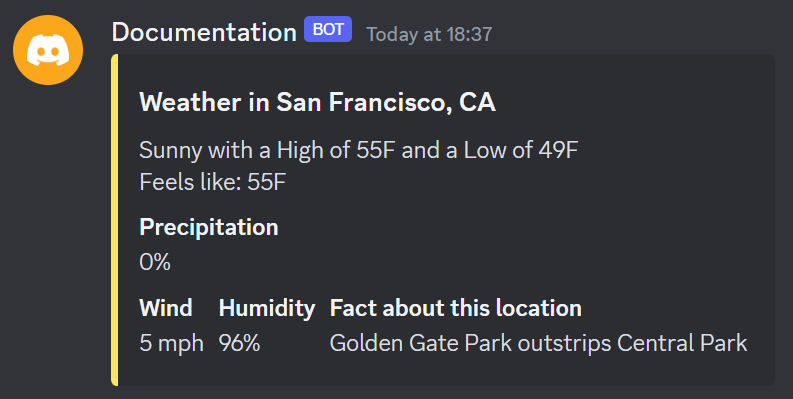 Documentation BOT Today at 18:37
Weather in San Francisco, CA
Sunny with a High of 55F and a Low of 49F
Feels like: 55F
Precipitation
0%
Wind Humidity Fact about this location
5 mph 96% Golden Gate Park outstrips Central Park